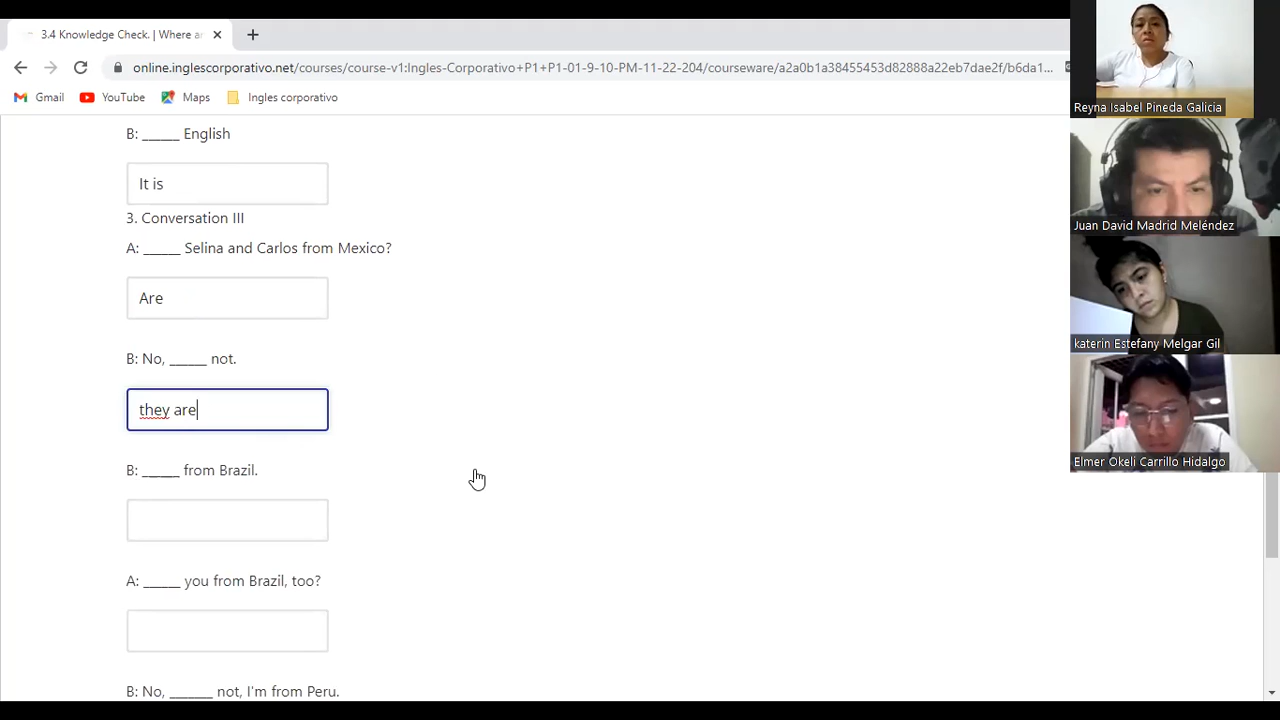 3.4 Knowledge Check. | Where ar
online.inglescorporativo.net/courses/course-v1:Ingles-Corporativo+P1+P1-01-9-10-PM-11-22-204/courseware/a2a0b1a38455453d82888a22eb7dae2f/b6da1...
Gmail YouTube Maps Ingles corporativo
B: _____ English
It is
3. Conversation III
A: _____ Selina and Carlos from Mexico?
Are
B: No, _____ not.
they are
B: _____ from Brazil.
A: _____ you from Brazil, too?
B: No, ______ not, I'm from Peru.
Reyna Isabel Pineda Galicia
Juan David Madrid Meléndez
katerin Estefany Melgar Gil
Elmer Okeli Carrillo Hidalgo